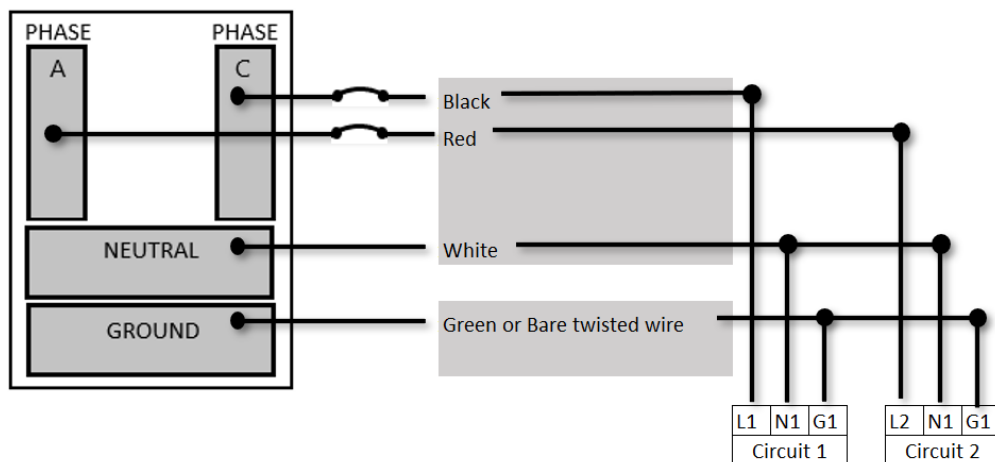 PHASE PHASE
A C
Black
Red
NEUTRAL White
GROUND Green or Bare twisted wire
L1 N1 G1 L2 N1 G1
Circuit 1 Circuit 2